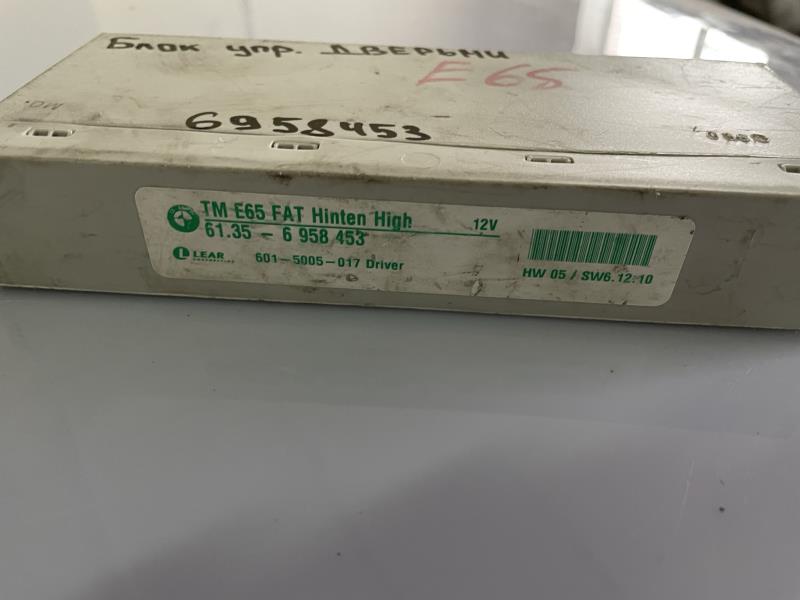 Блок упр. ДВЕРЬМИ
E65
6958453
TM E65 FAT Hinten High 12V
61.35 – 6 958 453
LEAR 601–5005–017 Driver
HW 05 / SW6.12.10